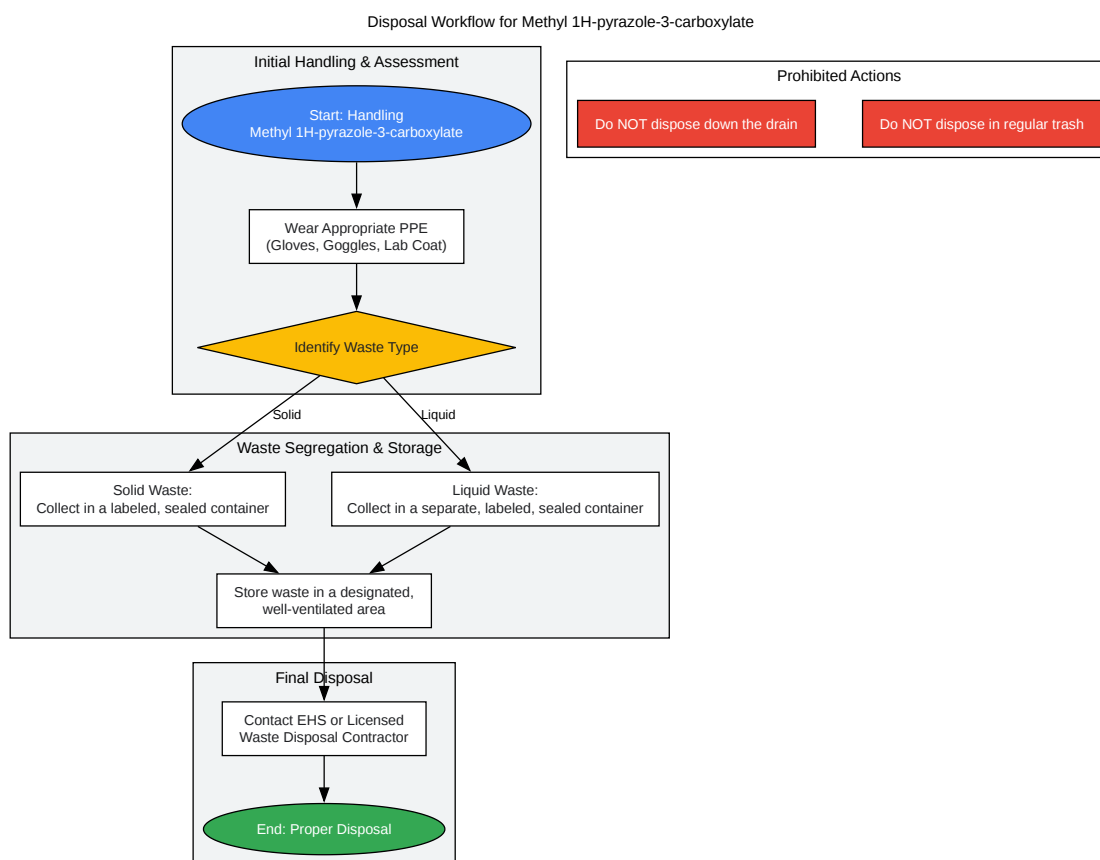 Disposal Workflow for Methyl 1H-pyrazole-3-carboxylate
Initial Handling & Assessment
Start: Handling
Methyl 1H-pyrazole-3-carboxylate
Wear Appropriate PPE
(Gloves, Goggles, Lab Coat)
Identify Waste Type
Prohibited Actions
Do NOT dispose down the drain
Do NOT dispose in regular trash
Solid
Liquid
Waste Segregation & Storage
Solid Waste:
Collect in a labeled, sealed container
Liquid Waste:
Collect in a separate, labeled, sealed container
Store waste in a designated,
well-ventilated area
Final Disposal
Contact EHS or Licensed
Waste Disposal Contractor
End: Proper Disposal